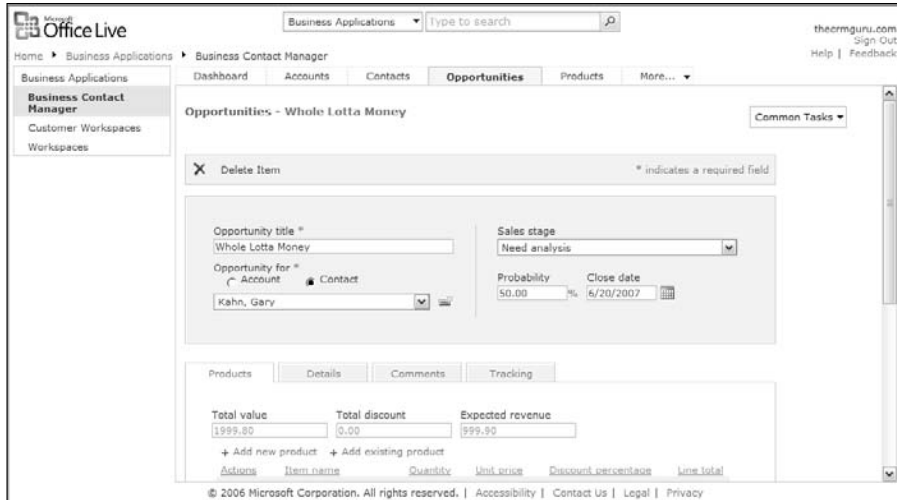 Microsoft
Office Live
Business Applications
Type to search
thecrmguru.com
Sign Out
Help | Feedback
Home ▸ Business Applications ▸ Business Contact Manager
Business Applications
Business Contact Manager
Customer Workspaces
Workspaces
Dashboard Accounts Contacts Opportunities Products More...
Opportunities - Whole Lotta Money
Common Tasks
X Delete Item
* indicates a required field
Opportunity title *
Whole Lotta Money
Opportunity for *
Account Contact
Kahn, Gary
Sales stage
Need analysis
Probability Close date
50.00 % 6/20/2007
Products Details Comments Tracking
Total value Total discount Expected revenue
1999.80 0.00 999.90
+ Add new product + Add existing product
Actions Item name Quantity Unit price Discount percentage Line total
© 2006 Microsoft Corporation. All rights reserved. | Accessibility | Contact Us | Legal | Privacy